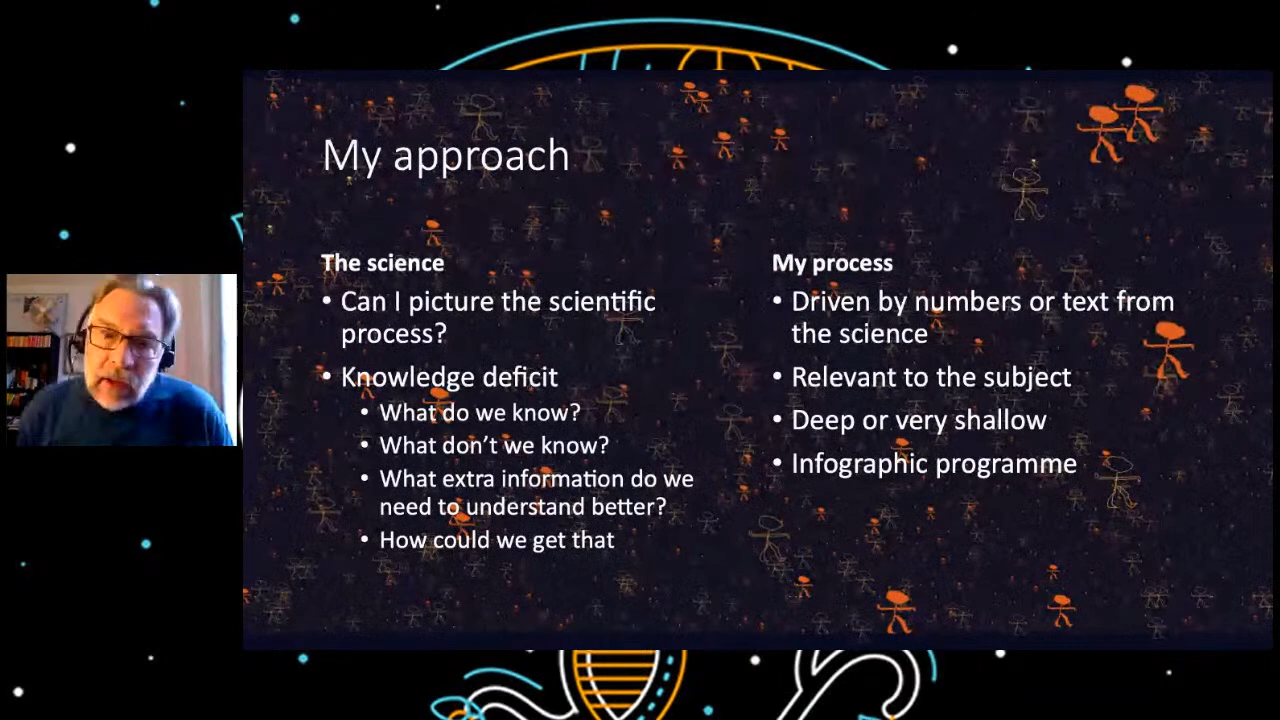 My approach
The science
• Can I picture the scientific
process?
• Knowledge deficit
• What do we know?
• What don’t we know?
• What extra information do we
need to understand better?
• How could we get that
My process
• Driven by numbers or text from
the science
• Relevant to the subject
• Deep or very shallow
• Infographic programme